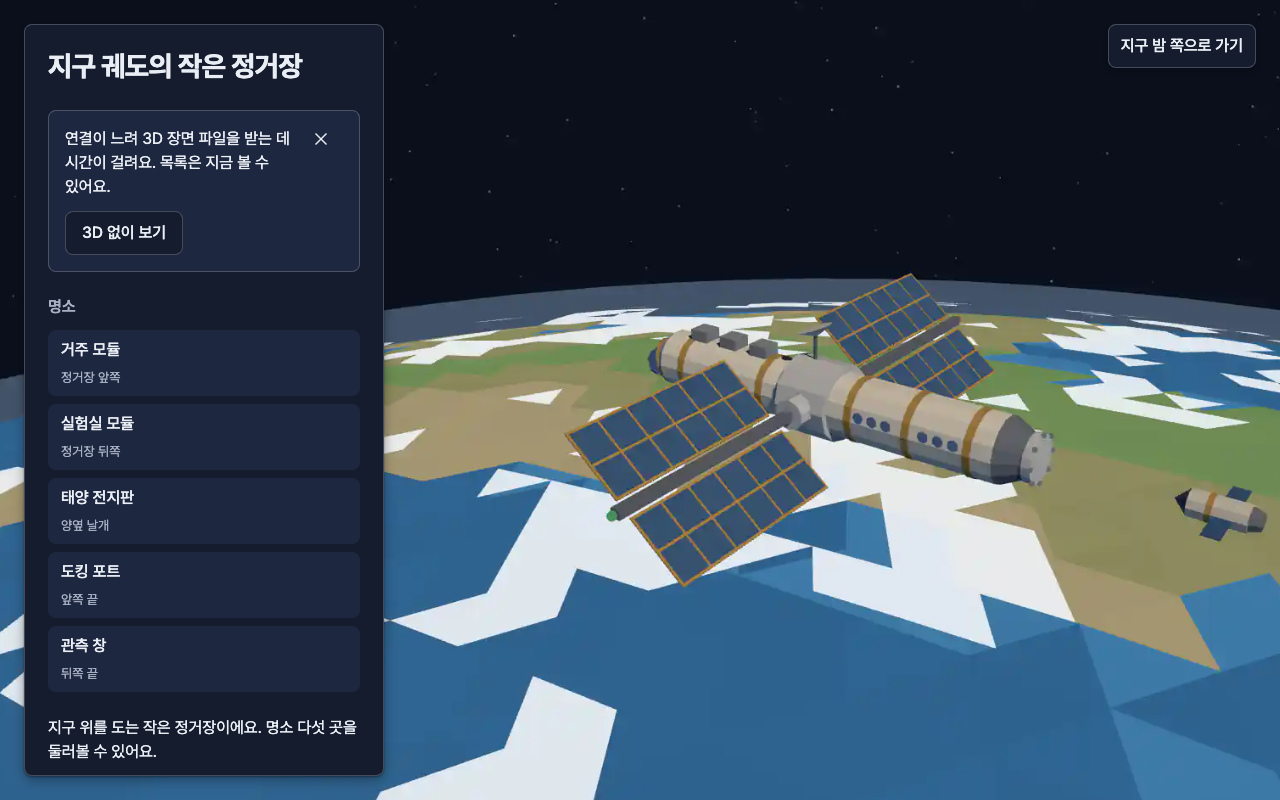 지구 궤도의 작은 정거장
연결이 느려 3D 장면 파일을 받는 데
시간이 걸려요. 목록은 지금 볼 수
있어요.
3D 없이 보기
명소
거주 모듈
정거장 앞쪽
실험실 모듈
정거장 뒤쪽
태양 전지판
양옆 날개
도킹 포트
앞쪽 끝
관측 창
뒤쪽 끝
지구 위를 도는 작은 정거장이에요. 명소 다섯 곳을
둘러볼 수 있어요.
지구 밤 쪽으로 가기